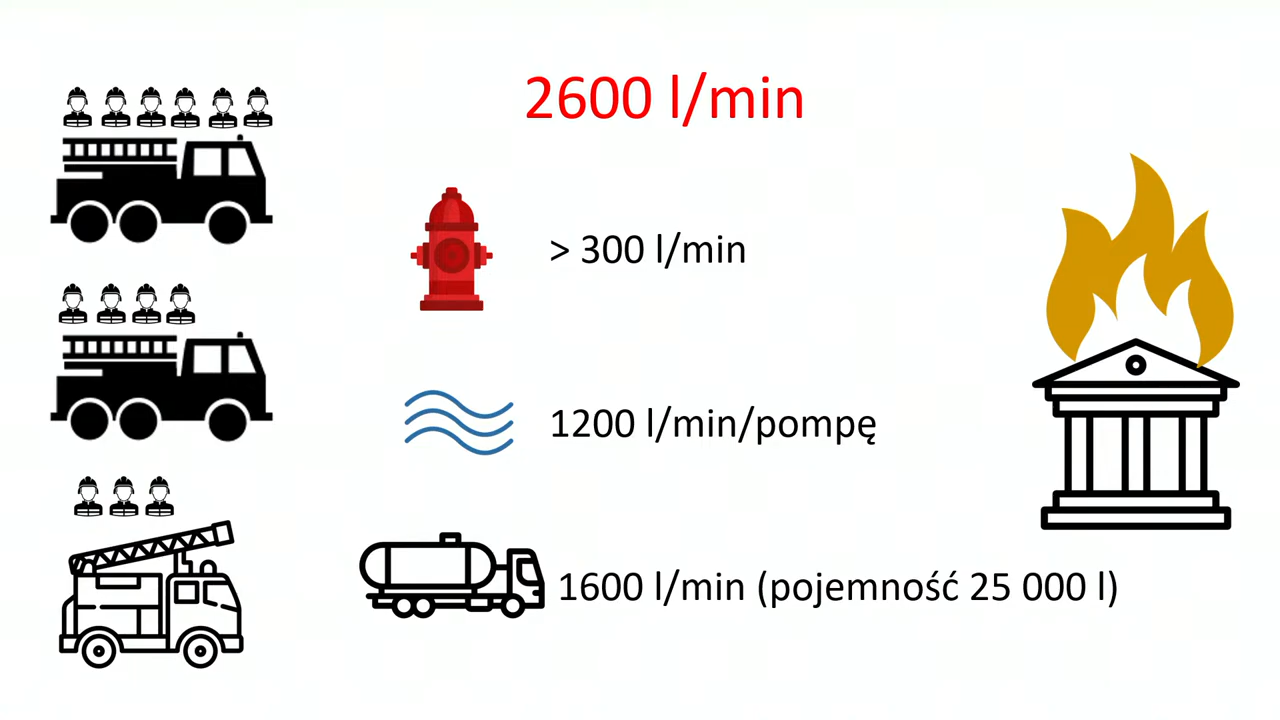 2600 l/min
> 300 l/min
1200 l/min/pompę
1600 l/min (pojemność 25 000 l)